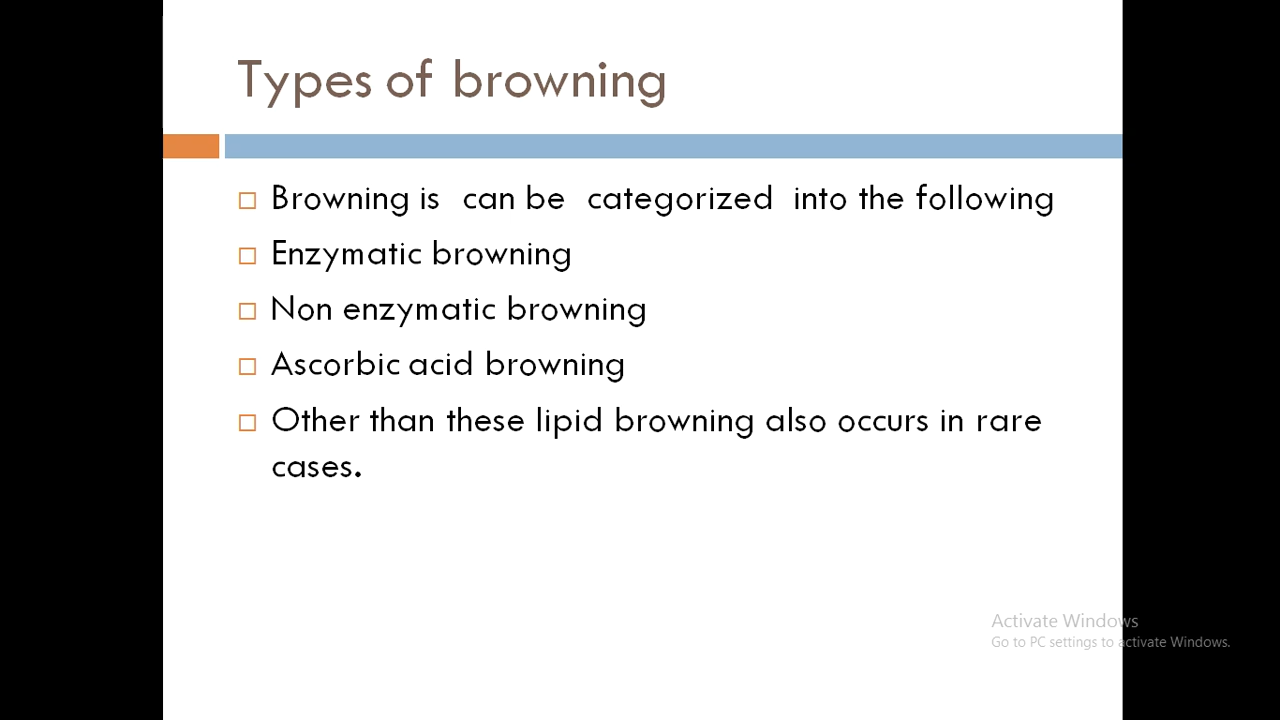 Types of browning
Browning is can be categorized into the following
Enzymatic browning
Non enzymatic browning
Ascorbic acid browning
Other than these lipid browning also occurs in rare
cases.
Activate Windows
Go to PC settings to activate Windows.